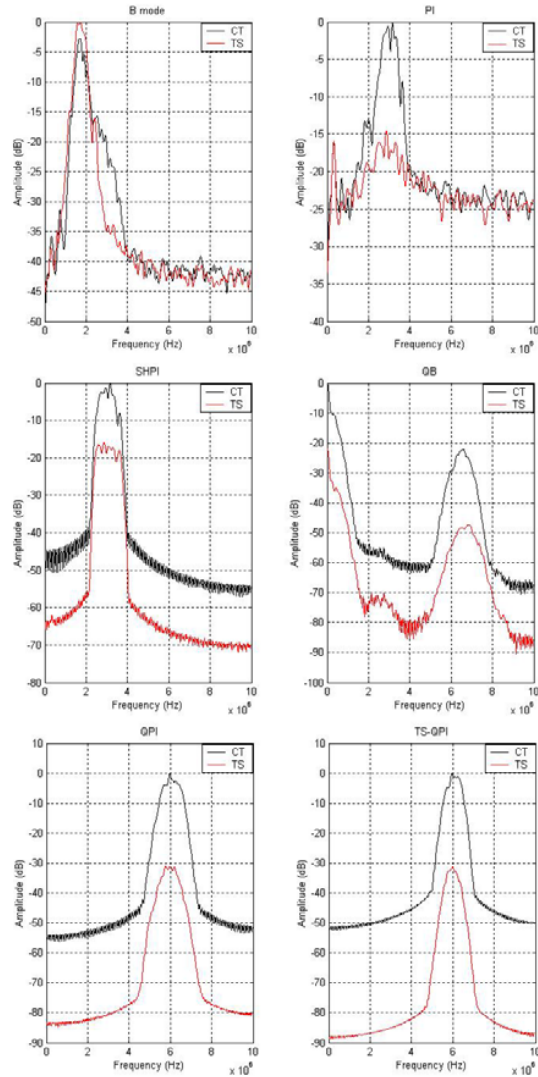 B mode
PI
0
-5
-10
-15
-20
-25
-30
-35
-40
-45
-50
Amplitude (dB)
CT
TS
0 2 4 6 8 10
Frequency (Hz)
x 10⁶
0
-5
-10
-15
-20
-25
-30
-35
-40
Amplitude (dB)
CT
TS
0 2 4 6 8 10
Frequency (Hz)
x 10⁶
SHPI
QB
0
-10
-20
-30
-40
-50
-60
-70
-80
Amplitude (dB)
CT
TS
0 2 4 6 8 10
Frequency (Hz)
x 10⁶
0
-10
-20
-30
-40
-50
-60
-70
-80
-90
-100
Amplitude (dB)
CT
TS
0 2 4 6 8 10
Frequency (Hz)
x 10⁶
QPI
TS-QPI
10
0
-10
-20
-30
-40
-50
-60
-70
-80
-90
Amplitude (dB)
CT
TS
0 2 4 6 8 10
Frequency (Hz)
x 10⁶
10
0
-10
-20
-30
-40
-50
-60
-70
-80
-90
Amplitude (dB)
CT
TS
0 2 4 6 8 10
Frequency (Hz)
x 10⁶